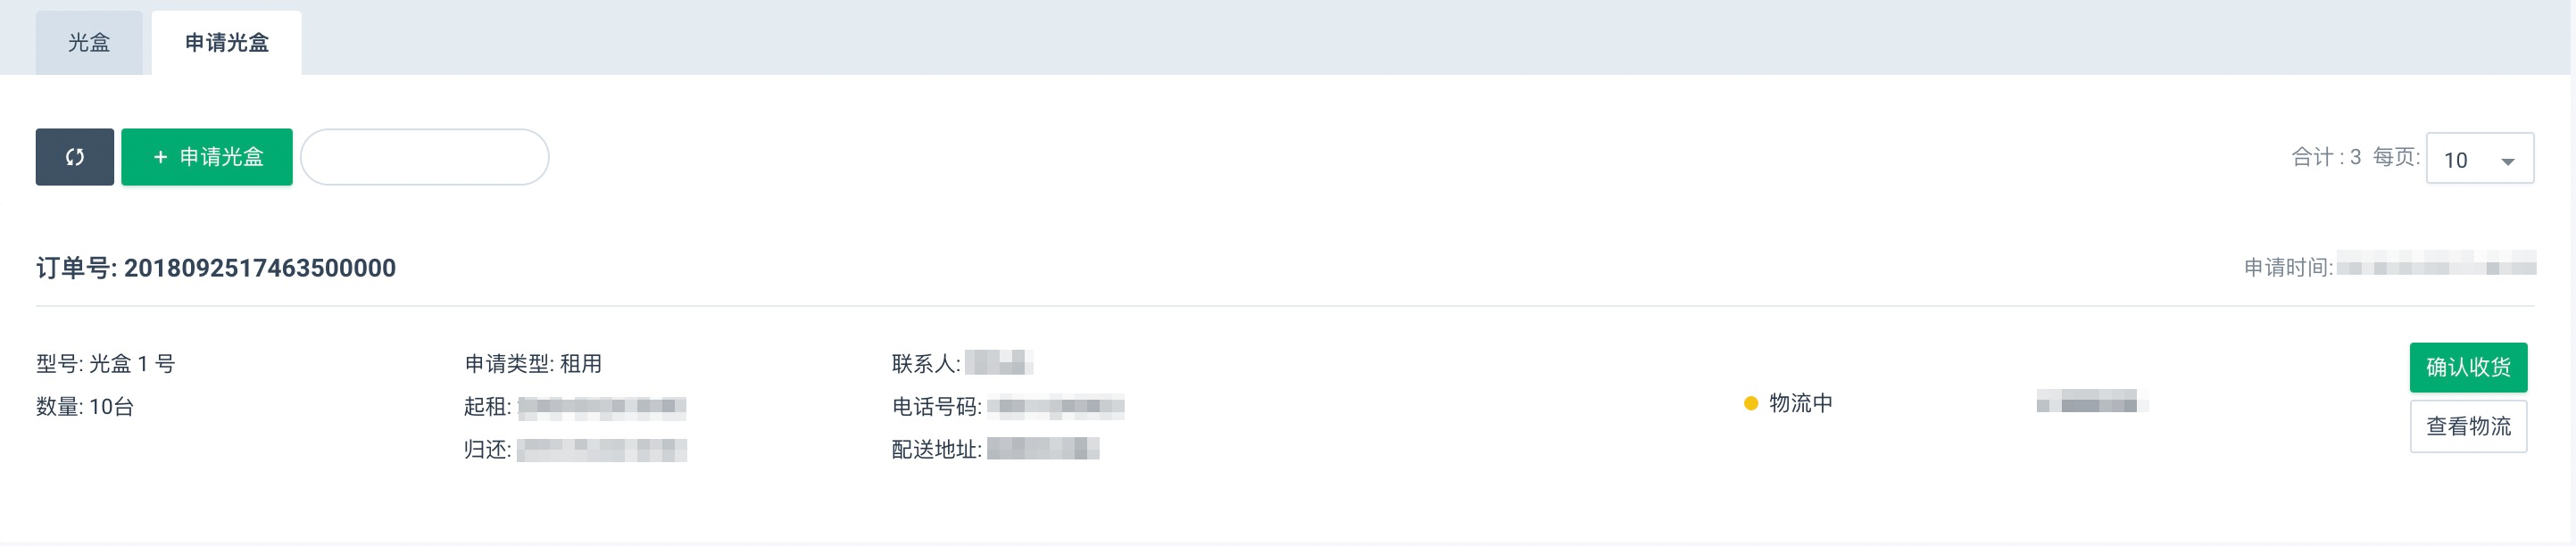 光盒
申请光盒
+ 申请光盒
合计 : 3 每页: 10
订单号: 2018092517463500000
申请时间:
型号: 光盒 1 号
申请类型: 租用
联系人:
确认收货
数量: 10台
起租:
电话号码:
物流中
查看物流
归还:
配送地址: